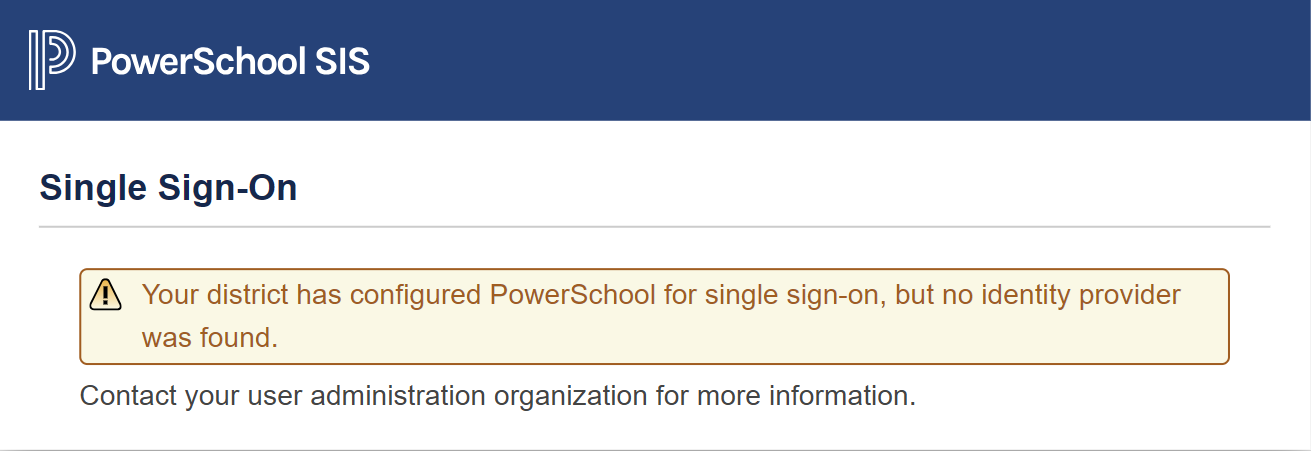 PowerSchool SIS
Single Sign-On
Your district has configured PowerSchool for single sign-on, but no identity provider
was found.
Contact your user administration organization for more information.